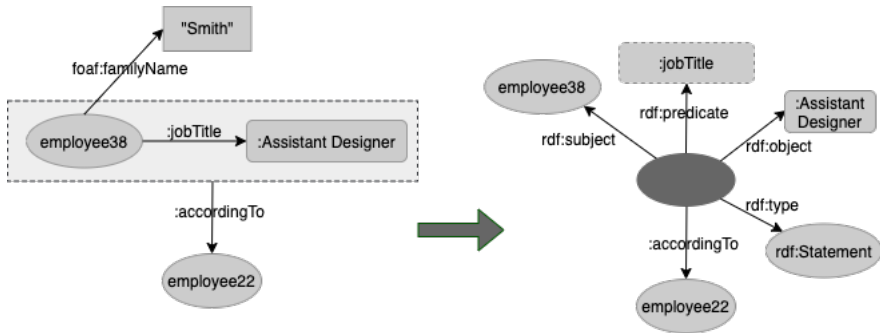 "Smith"
foaf:familyName
employee38
:jobTitle
:Assistant Designer
:accordingTo
employee22
:jobTitle
employee38
rdf:predicate
:Assistant
Designer
rdf:subject
rdf:object
rdf:type
:accordingTo
rdf:Statement
employee22